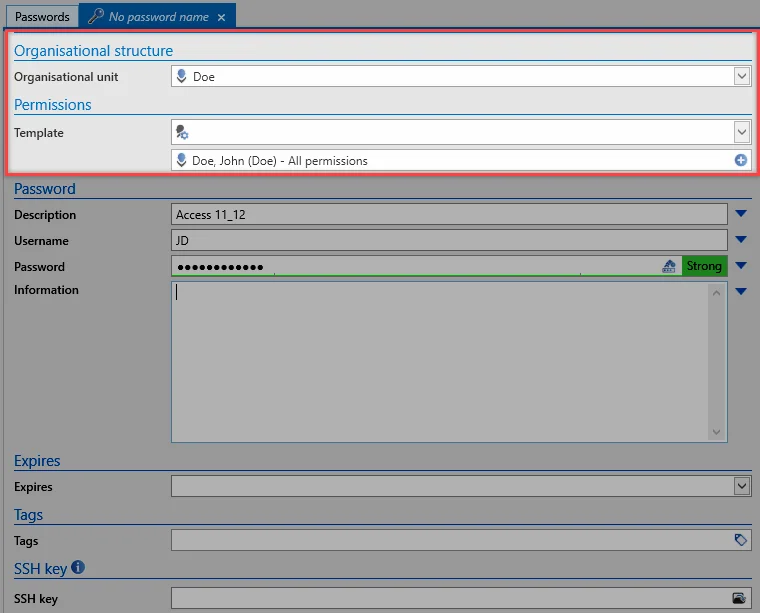 Passwords No password name
Organisational structure
Organisational unit Doe
Permissions
Template
Doe, John (Doe) - All permissions
Password
Description Access 11_12
Username JD
Password ●●●●●●●●●●●● Strong
Information
Expires
Expires
Tags
Tags
SSH key
SSH key